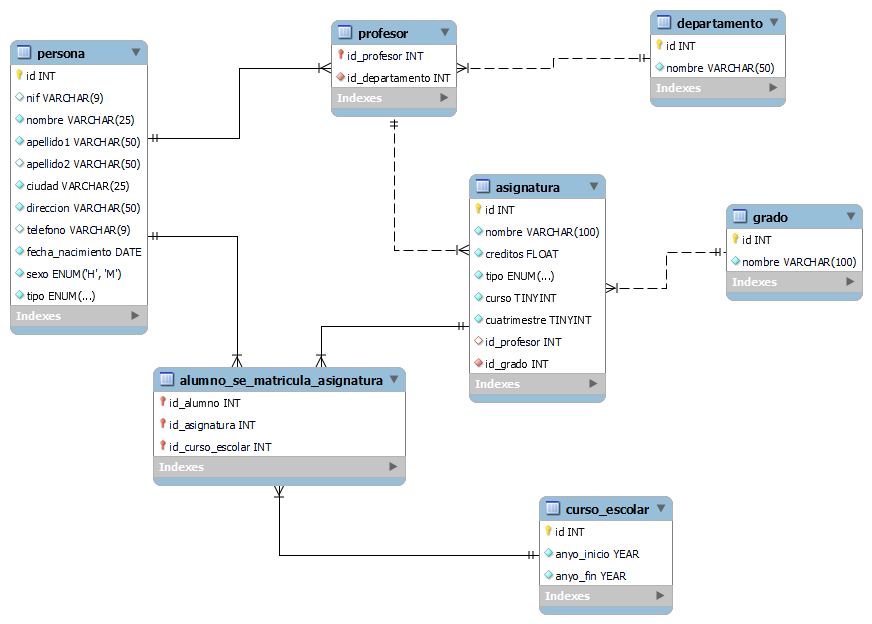 persona
id INT
nif VARCHAR(9)
nombre VARCHAR(25)
apellido1 VARCHAR(50)
apellido2 VARCHAR(50)
ciudad VARCHAR(25)
direccion VARCHAR(50)
telefono VARCHAR(9)
fecha_nacimiento DATE
sexo ENUM('H', 'M')
tipo ENUM(...)
Indexes
profesor
id_profesor INT
id_departamento INT
Indexes
departamento
id INT
nombre VARCHAR(50)
Indexes
asignatura
id INT
nombre VARCHAR(100)
creditos FLOAT
tipo ENUM(...)
curso TINYINT
cuatrimestre TINYINT
id_profesor INT
id_grado INT
Indexes
grado
id INT
nombre VARCHAR(100)
Indexes
alumno_se_matricula_asignatura
id_alumno INT
id_asignatura INT
id_curso_escolar INT
Indexes
curso_escolar
id INT
anyo_inicio YEAR
anyo_fin YEAR
Indexes